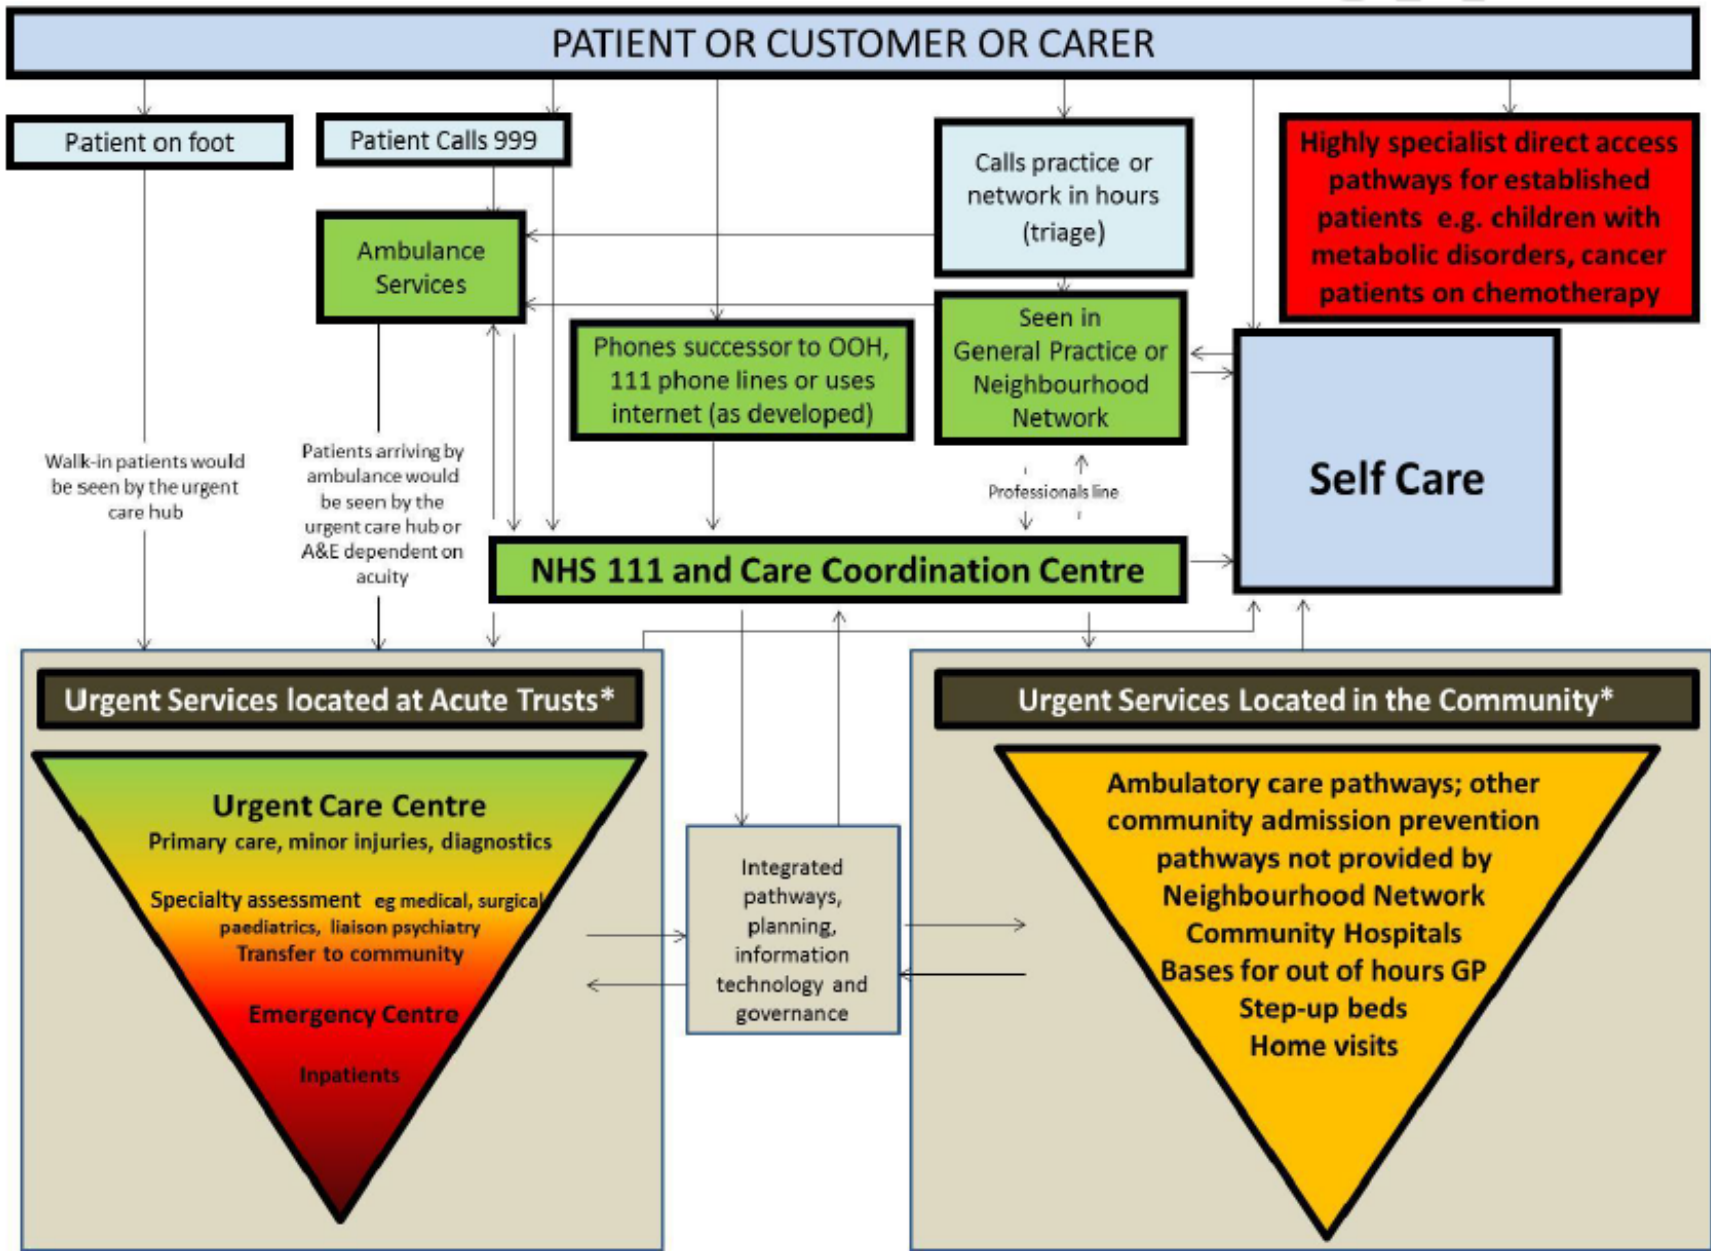 PATIENT OR CUSTOMER OR CARER
Patient on foot
Patient Calls 999
Calls practice or
network in hours
(triage)
Highly specialist direct access
pathways for established
patients e.g. children with
metabolic disorders, cancer
patients on chemotherapy
Ambulance
Services
Phones successor to OOH,
111 phone lines or uses
internet (as developed)
Seen in
General Practice or
Neighbourhood
Network
Self Care
Walk-in patients would
be seen by the urgent
care hub
Patients arriving by
ambulance would
be seen by the
urgent care hub or
A&E dependent on
acuity
Professionals line
NHS 111 and Care Coordination Centre
Urgent Services located at Acute Trusts*
Urgent Care Centre
Primary care, minor injuries, diagnostics
Specialty assessment eg medical, surgical
paediatrics, liaison psychiatry
Transfer to community
Emergency Centre
Inpatients
Integrated
pathways,
planning,
information
technology and
governance
Urgent Services Located in the Community*
Ambulatory care pathways; other
community admission prevention
pathways not provided by
Neighbourhood Network
Community Hospitals
Bases for out of hours GP
Step-up beds
Home visits